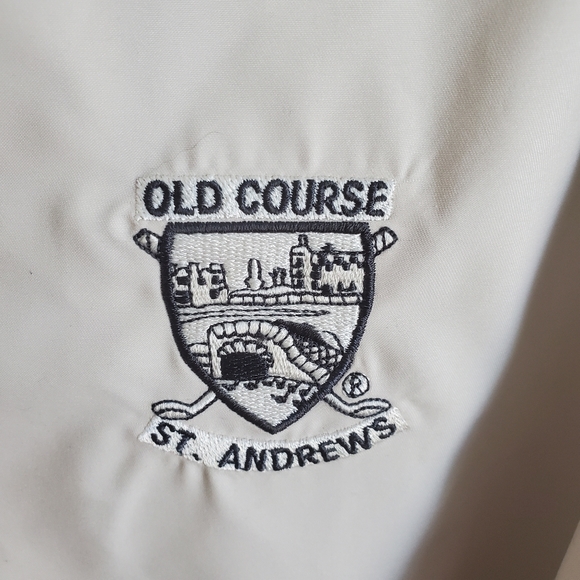 OLD COURSE
®
ST. ANDREWS